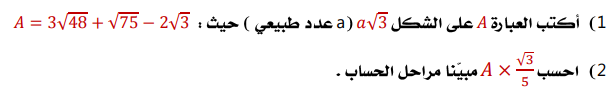 1) أكتب العبارة A على الشكل a√3 (a عدد طبيعي ) حيث : A = 3√48 + √75 − 2√3
2) احسب A × √3/5 مبيّنا مراحل الحساب .